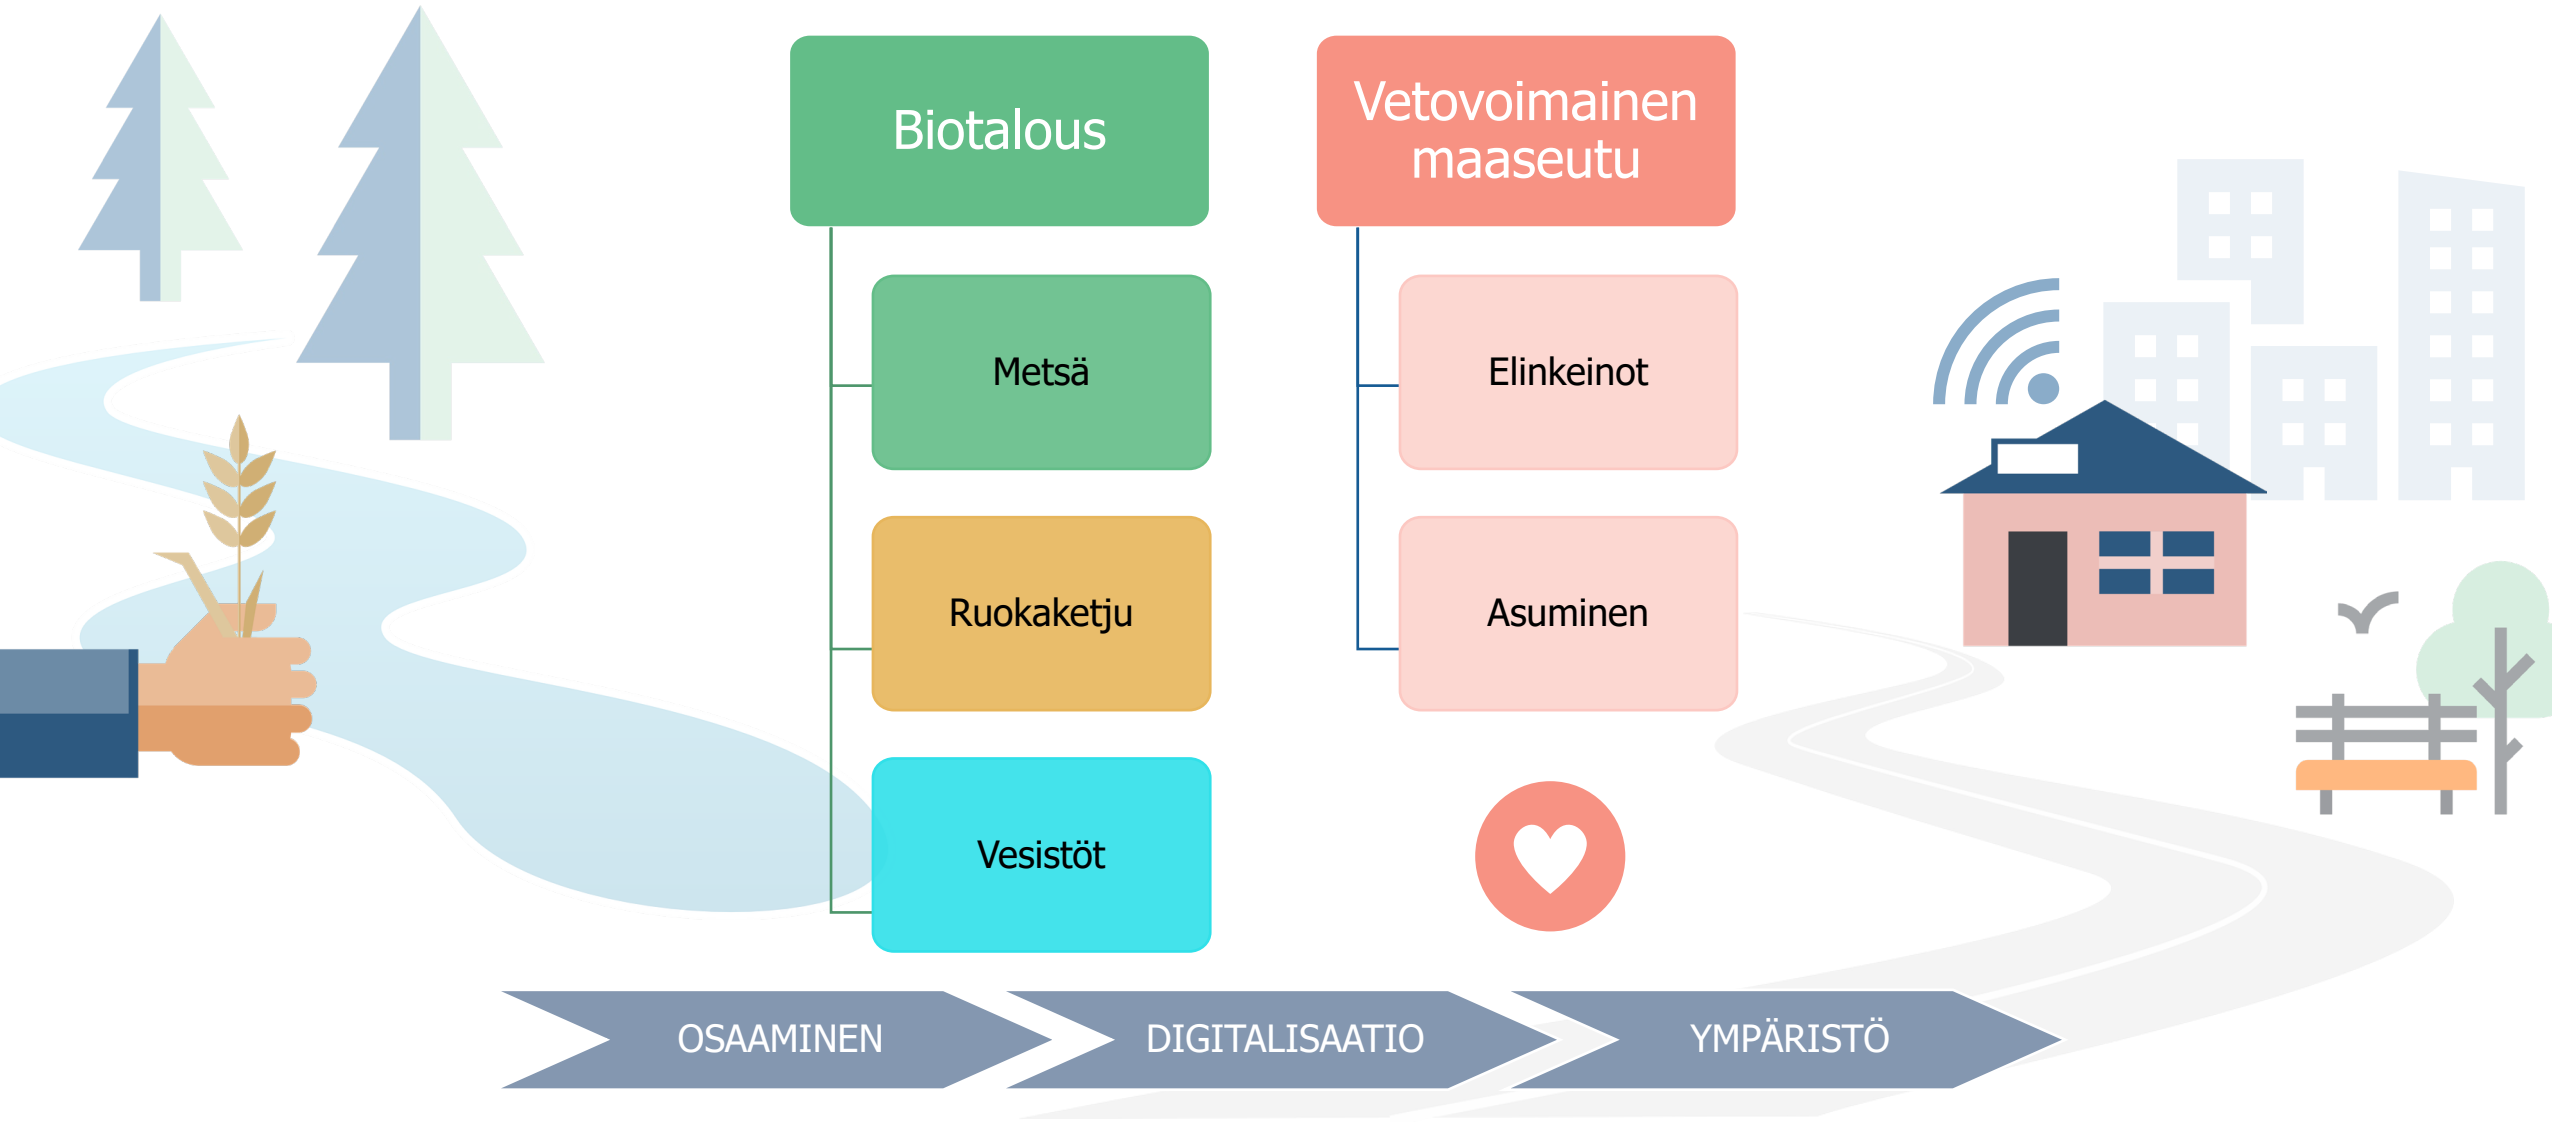 Biotalous
Metsä
Ruokaketju
Vesistöt
Vetovoimainen
maaseutu
Elinkeinot
Asuminen
OSAAMINEN
DIGITALISAATIO
YMPÄRISTÖ